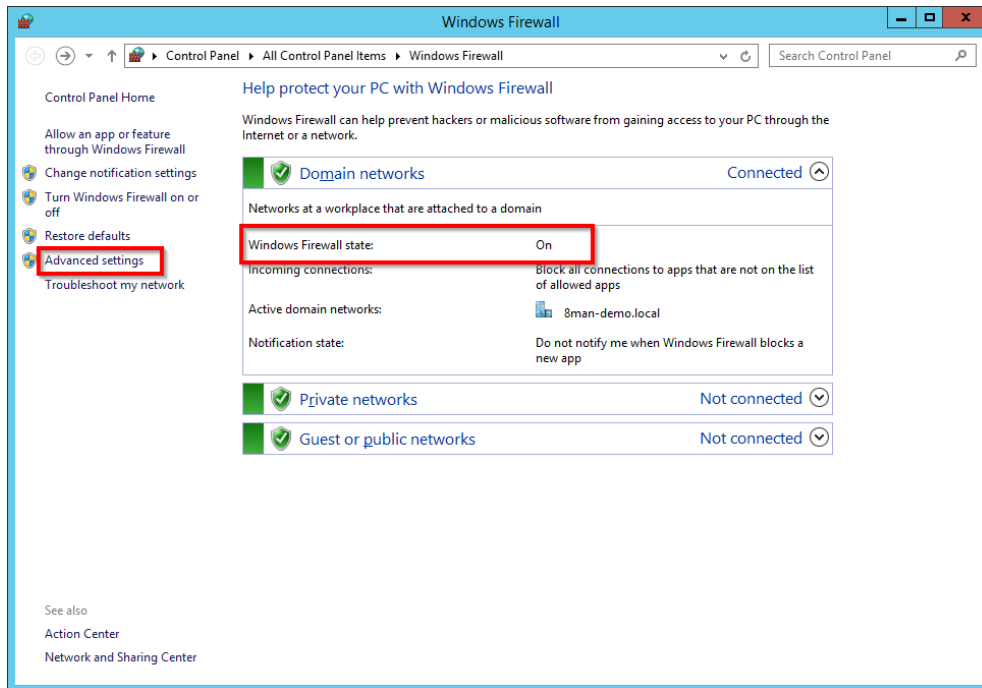 Windows Firewall
Control Panel ▸ All Control Panel Items ▸ Windows Firewall
Search Control Panel
Control Panel Home
Allow an app or feature
through Windows Firewall
Change notification settings
Turn Windows Firewall on or
off
Restore defaults
Advanced settings
Troubleshoot my network
Help protect your PC with Windows Firewall
Windows Firewall can help prevent hackers or malicious software from gaining access to your PC through the
Internet or a network.
Domain networks Connected
Networks at a workplace that are attached to a domain
Windows Firewall state: On
Incoming connections: Block all connections to apps that are not on the list
of allowed apps
Active domain networks: 8man-demo.local
Notification state: Do not notify me when Windows Firewall blocks a
new app
Private networks Not connected
Guest or public networks Not connected
See also
Action Center
Network and Sharing Center